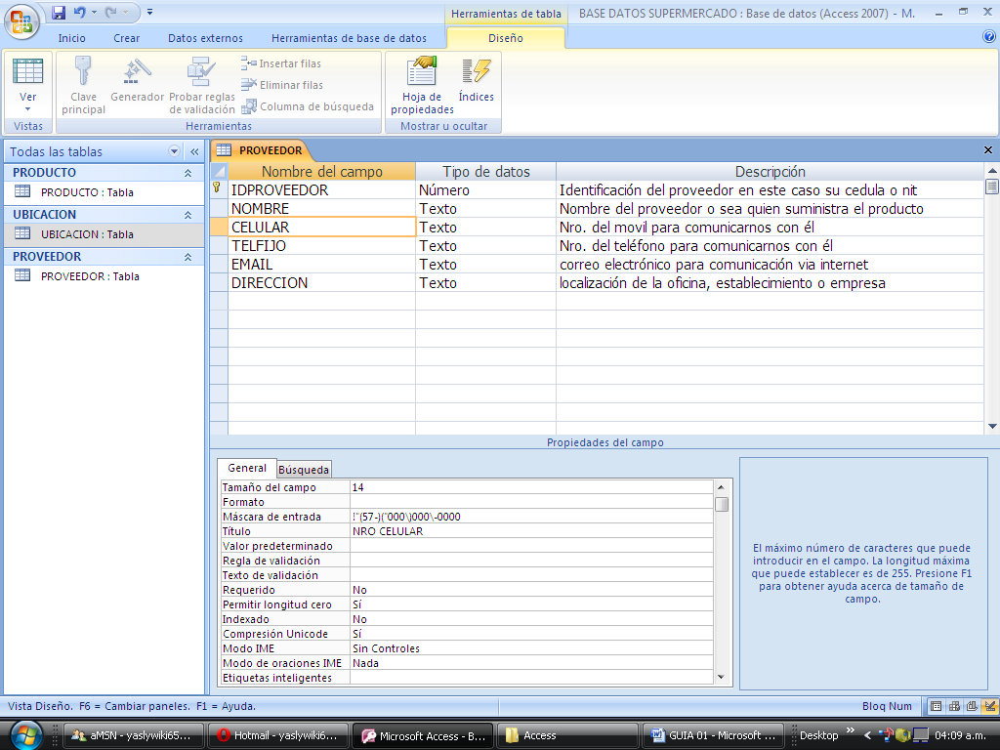 Herramientas de tabla
BASE DATOS SUPERMERCADO : Base de datos (Access 2007) - M.
Inicio
Crear
Datos externos
Herramientas de base de datos
Diseño
Ver
Vistas
Clave principal
Generador
Probar reglas de validación
Insertar filas
Eliminar filas
Columna de búsqueda
Herramientas
Hoja de propiedades
Índices
Mostrar u ocultar
Todas las tablas
PRODUCTO
PRODUCTO : Tabla
UBICACION
UBICACION : Tabla
PROVEEDOR
PROVEEDOR : Tabla
PROVEEDOR
Nombre del campo Tipo de datos Descripción
IDPROVEEDOR Número Identificación del proveedor en este caso su cedula o nit
NOMBRE Texto Nombre del proveedor o sea quien suministra el producto
CELULAR Texto Nro. del movil para comunicarnos con él
TELFIJO Texto Nro. del teléfono para comunicarnos con él
EMAIL Texto correo electrónico para comunicación via internet
DIRECCION Texto localización de la oficina, establecimiento o empresa
Propiedades del campo
General Búsqueda
Tamaño del campo 14
Formato
Máscara de entrada !"(57-)("000\)000\-0000
Título NRO CELULAR
Valor predeterminado
Regla de validación
Texto de validación
Requerido No
Permitir longitud cero Sí
Indexado No
Compresión Unicode Sí
Modo IME Sin Controles
Modo de oraciones IME Nada
Etiquetas inteligentes
El máximo número de caracteres que puede
introducir en el campo. La longitud máxima
que puede establecer es de 255. Presione F1
para obtener ayuda acerca de tamaño de
campo.
Vista Diseño. F6 = Cambiar paneles. F1 = Ayuda.
Bloq Num
aMSN - yaslywiki65...
Hotmail - yaslywiki6...
Microsoft Access - B...
Access
GUIA 01 - Microsoft ...
Desktop
04:09 a.m.